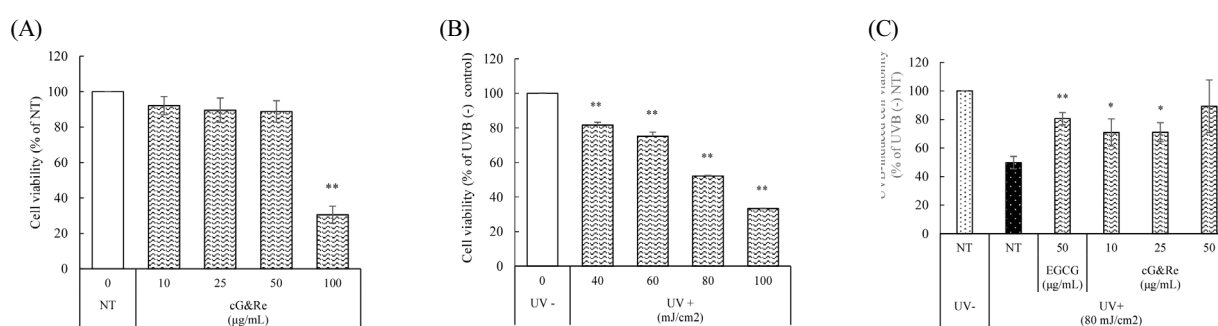 (A)
Cell viability (% of NT)
120
100
80
60
40
20
0
**
0 10 25 50 100
NT cG&Re
(μg/mL)
(B)
Cell viability (% of UVB (-) control)
120
100
80
60
40
20
0
** ** ** **
0 40 60 80 100
UV - UV +
(mJ/cm2)
(C)
cell viability
(% of UVB (-) NT)
120
100
80
60
40
20
0
** * *
NT NT 50 10 25 50
EGCG cG&Re
(μg/mL) (μg/mL)
UV- UV+
(80 mJ/cm2)